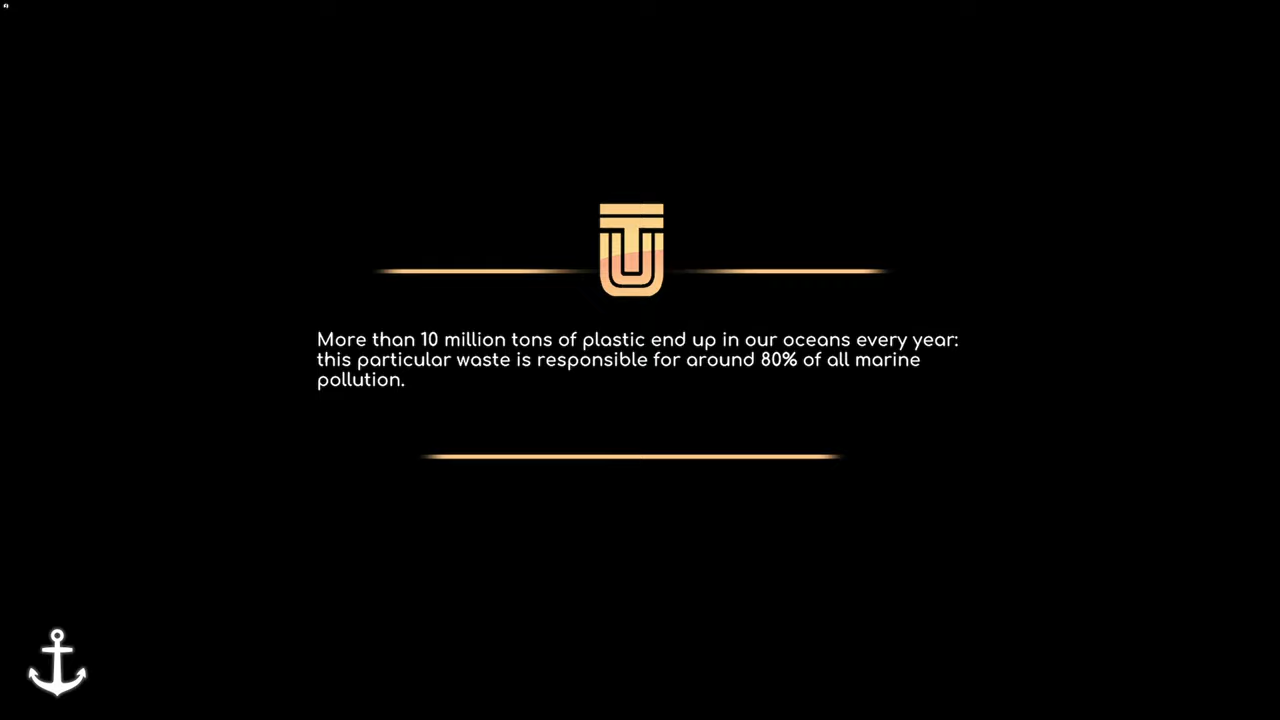 More than 10 million tons of plastic end up in our oceans every year:
this particular waste is responsible for around 80% of all marine
pollution.